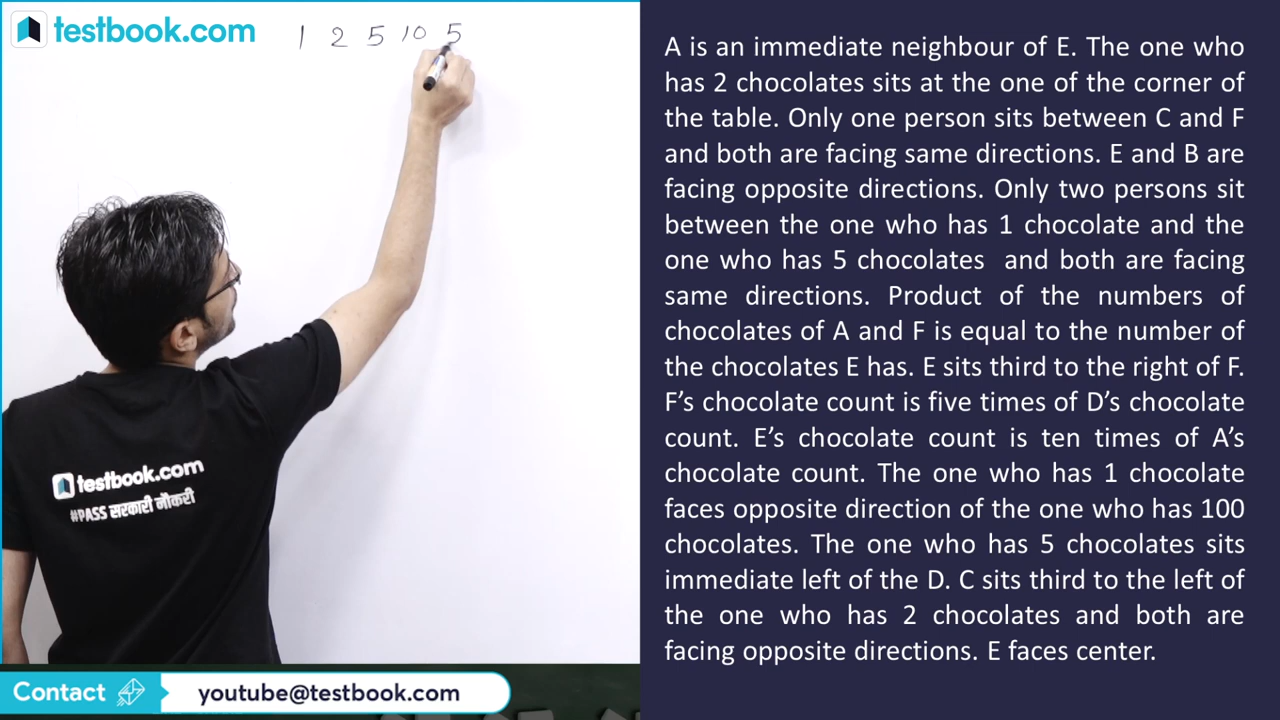 testbook.com
1 2 5 10 5
testbook.com
#PASS सरकारी नौकरी
Contact
youtube@testbook.com
A is an immediate neighbour of E. The one who
has 2 chocolates sits at the one of the corner of
the table. Only one person sits between C and F
and both are facing same directions. E and B are
facing opposite directions. Only two persons sit
between the one who has 1 chocolate and the
one who has 5 chocolates and both are facing
same directions. Product of the numbers of
chocolates of A and F is equal to the number of
the chocolates E has. E sits third to the right of F.
F’s chocolate count is five times of D’s chocolate
count. E’s chocolate count is ten times of A’s
chocolate count. The one who has 1 chocolate
faces opposite direction of the one who has 100
chocolates. The one who has 5 chocolates sits
immediate left of the D. C sits third to the left of
the one who has 2 chocolates and both are
facing opposite directions. E faces center.